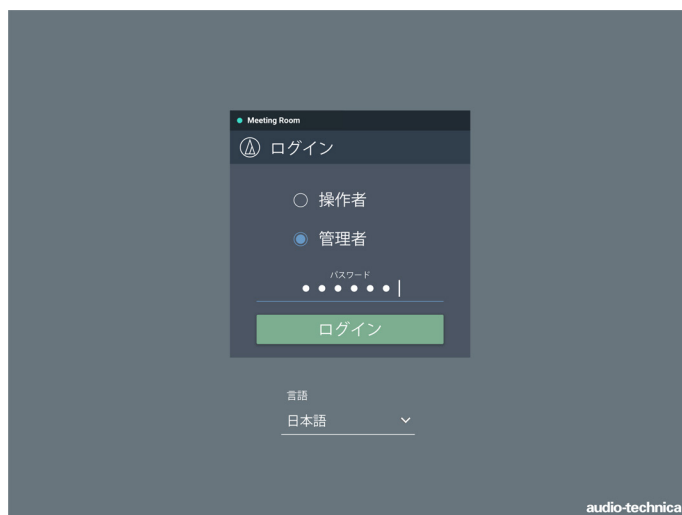 Meeting Room
ログイン
操作者
管理者
パスワード
ログイン
言語
日本語
audio-technica